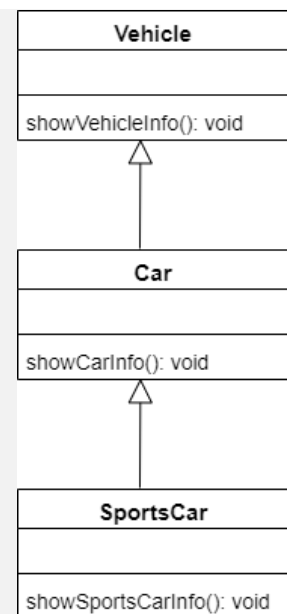 Vehicle
showVehicleInfo(): void
Car
showCarInfo(): void
SportsCar
showSportsCarInfo(): void